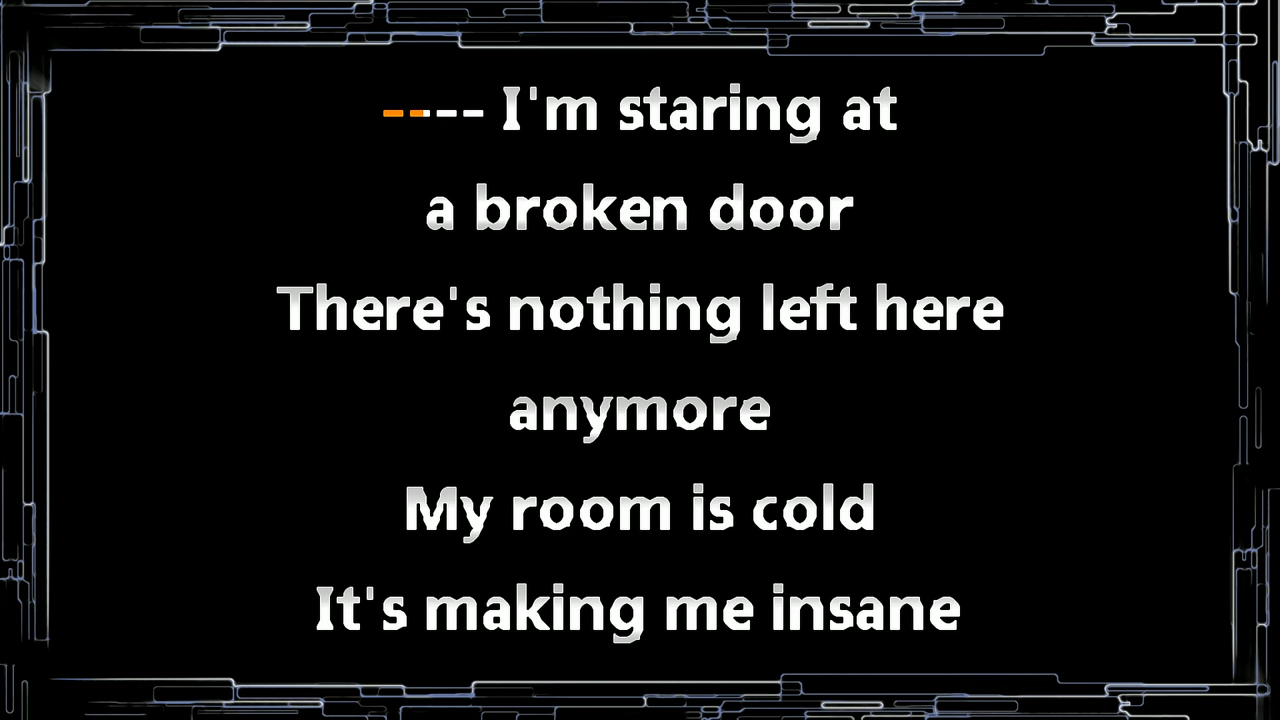 ---- I'm staring at
a broken door
There's nothing left here
anymore
My room is cold
It's making me insane